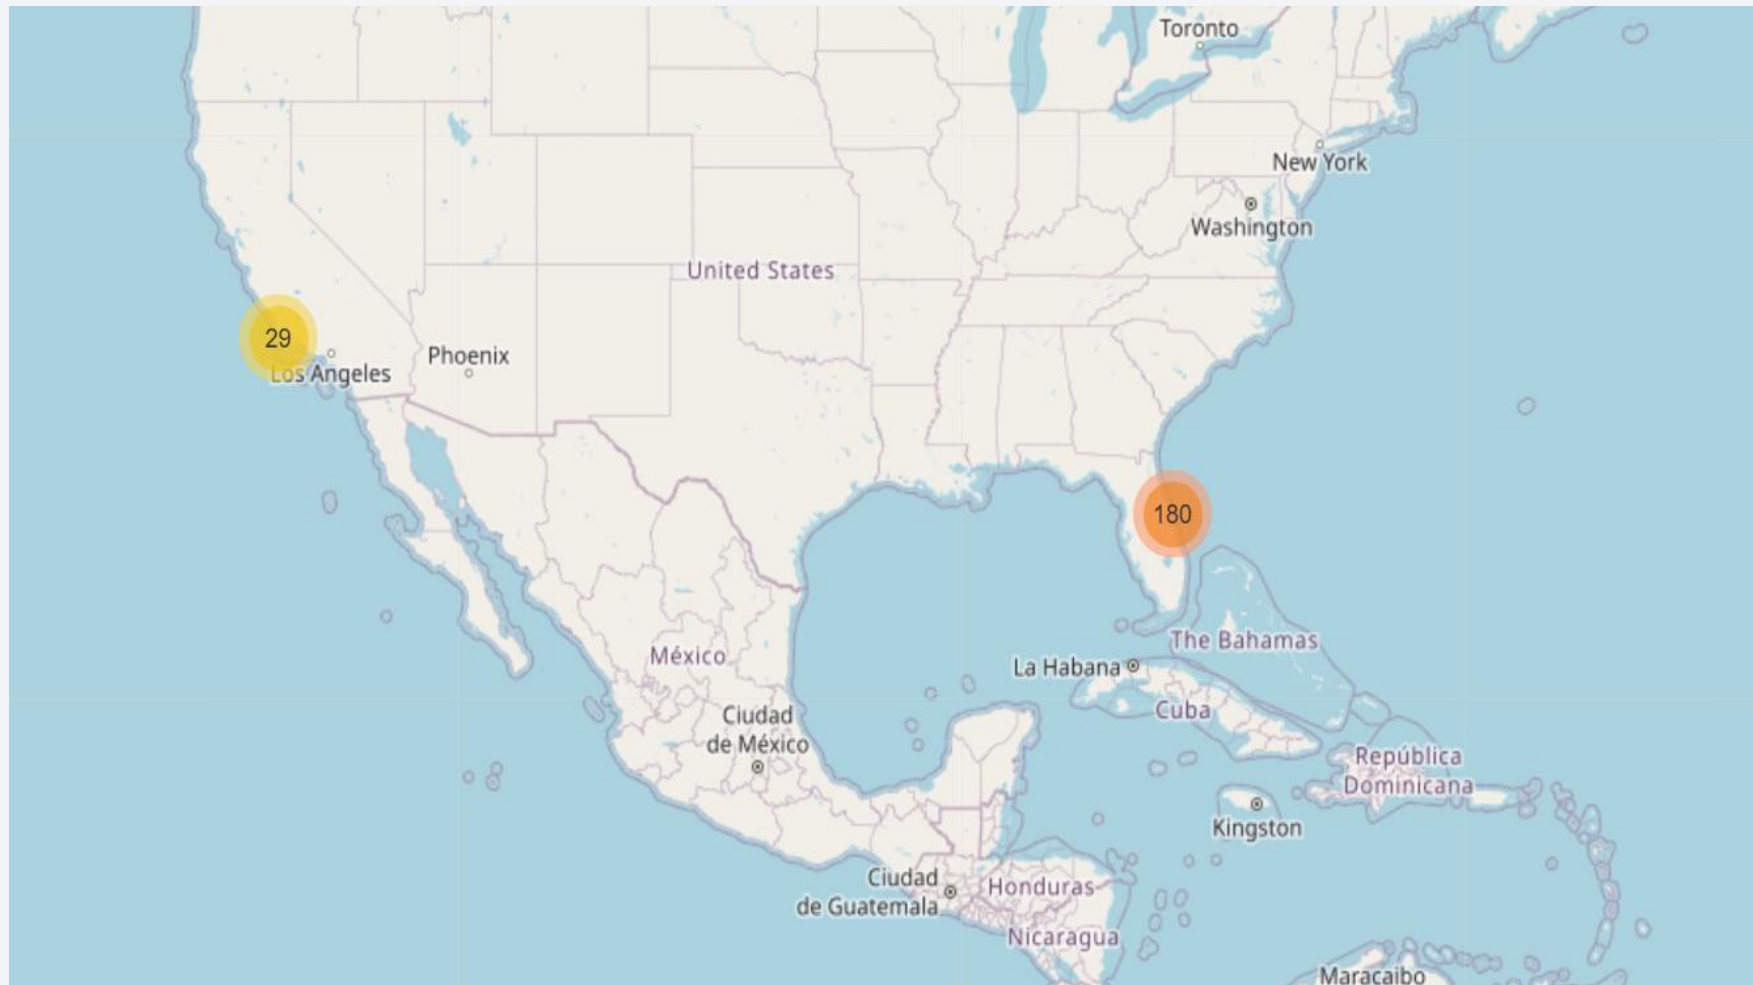 Toronto
New York
Washington
United States
29
Los Angeles
Phoenix
180
The Bahamas
México
La Habana
Cuba
Ciudad
de México
República
Dominicana
Kingston
Ciudad
de Guatemala
Honduras
Nicaragua
Maracaibo